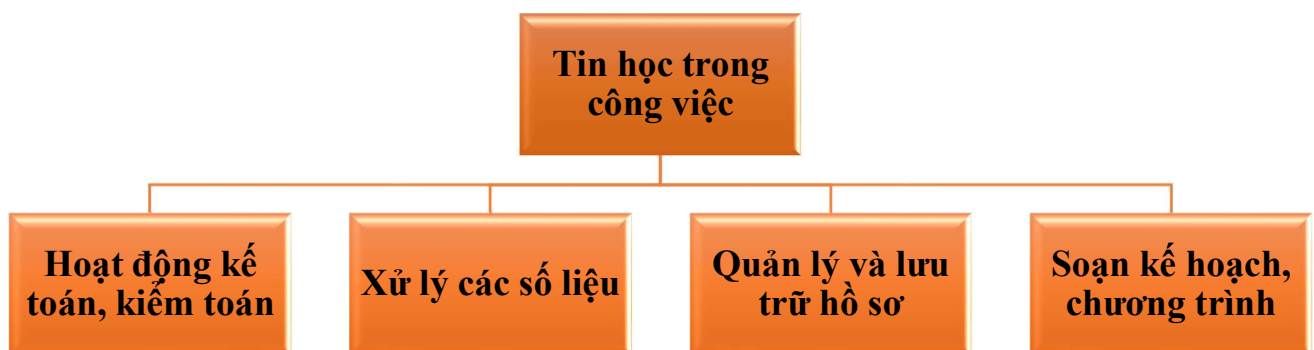 Tin học trong
công việc
Hoạt động kế
toán, kiểm toán
Xử lý các số liệu
Quản lý và lưu
trữ hồ sơ
Soạn kế hoạch,
chương trình